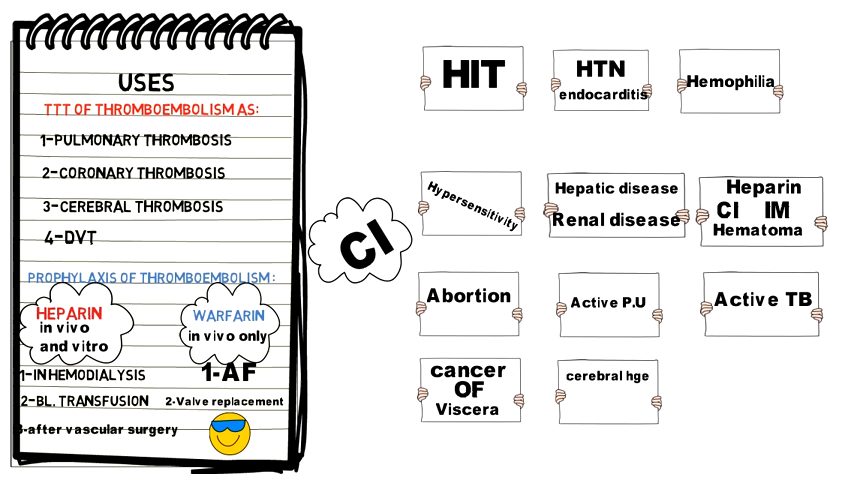 USES
TTT OF THROMBOEMBOLISM AS:
1-PULMONARY THROMBOSIS
2-CORONARY THROMBOSIS
3-CEREBRAL THROMBOSIS
4-DVT
PROPHYLAXIS OF THROMBOEMBOLISM:
HEPARIN
in vivo
and vitro
1-IN HEMODIALYSIS
2-BL. TRANSFUSION
3-after vascular surgery
WARFARIN
in vivo only
1-AF
2-Valve replacement
CI
HIT
HTN
endocarditis
Hemophilia
Hypersensitivity
Hepatic disease
Renal disease
Heparin
CI IM
Hematoma
Abortion
Active P.U
Active TB
cancer
OF
Viscera
cerebral hge